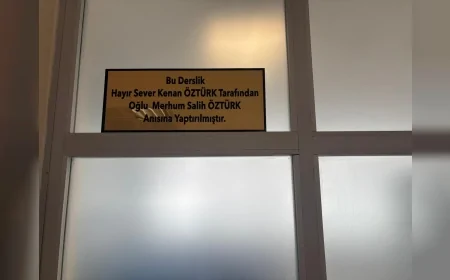 Bu Derslik
Hayır Sever Kenan ÖZTÜRK Tarafından
Oğlu Merhum Salih ÖZTÜRK
Anısına Yaptırılmıştır.